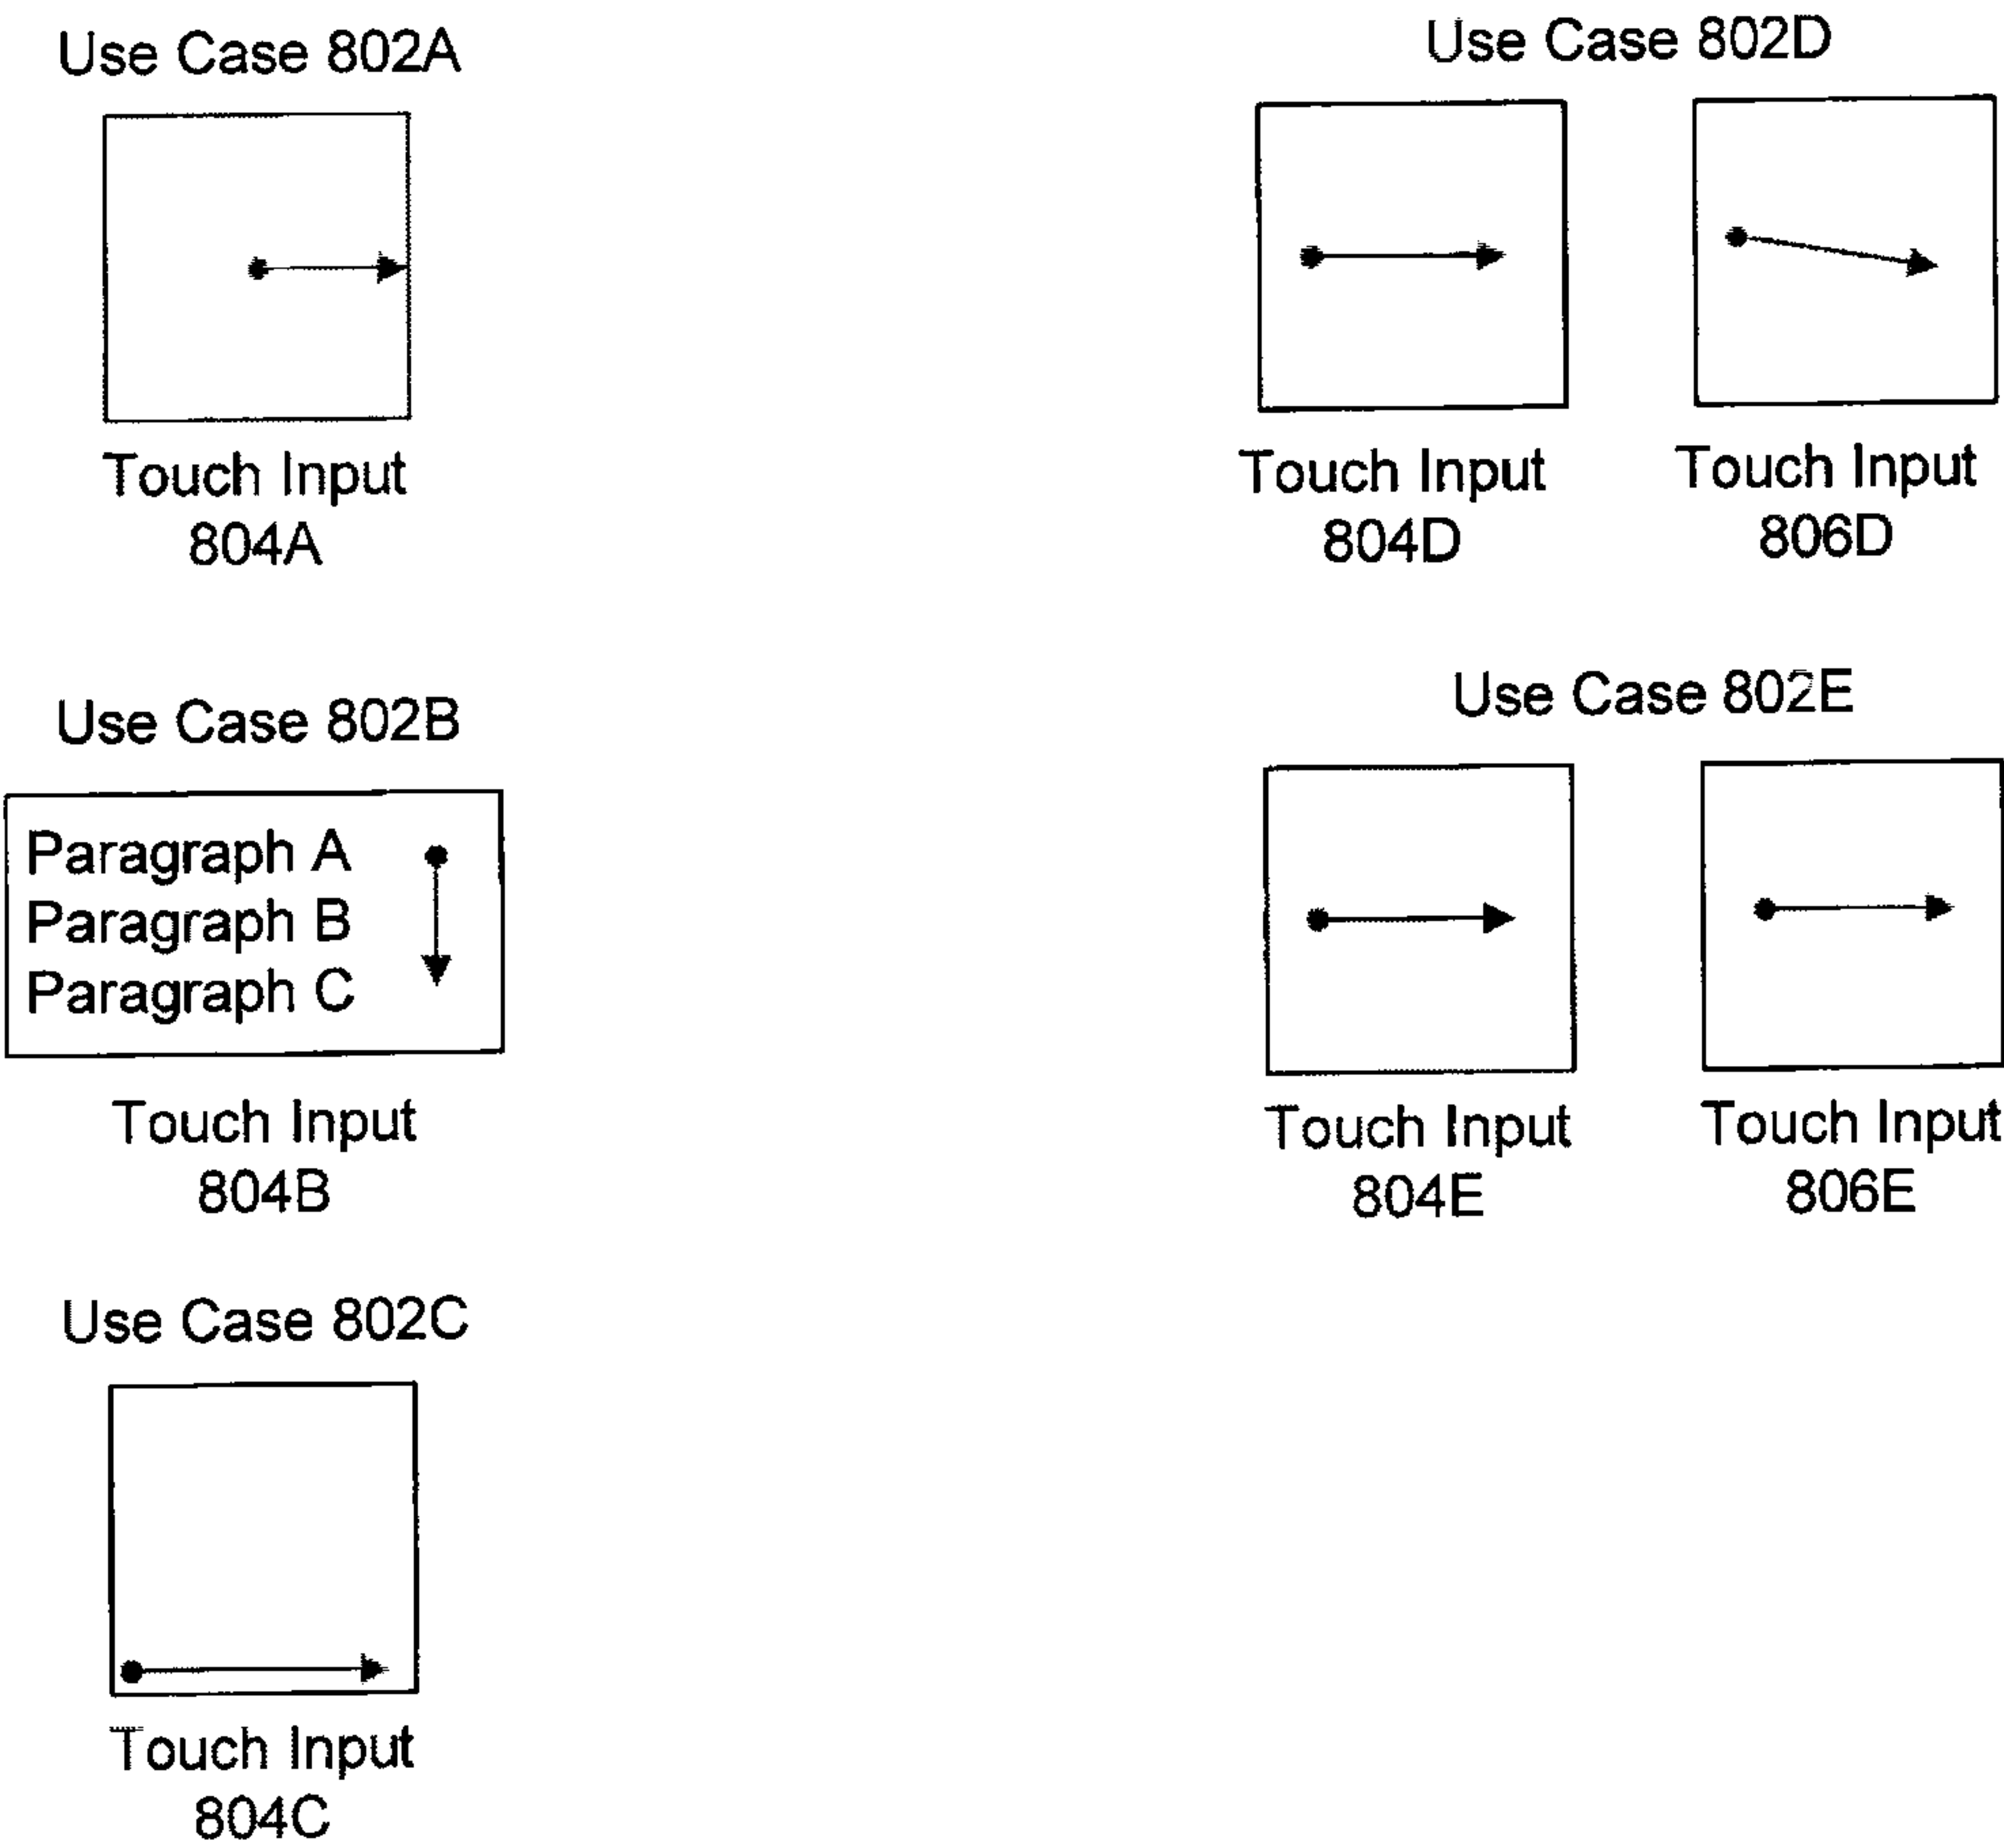 Use Case 802A
Touch Input
804A
Use Case 802B
Paragraph A
Paragraph B
Paragraph C
Touch Input
804B
Use Case 802C
Touch Input
804C
Use Case 802D
Touch Input
804D
Touch Input
806D
Use Case 802E
Touch Input
804E
Touch Input
806E